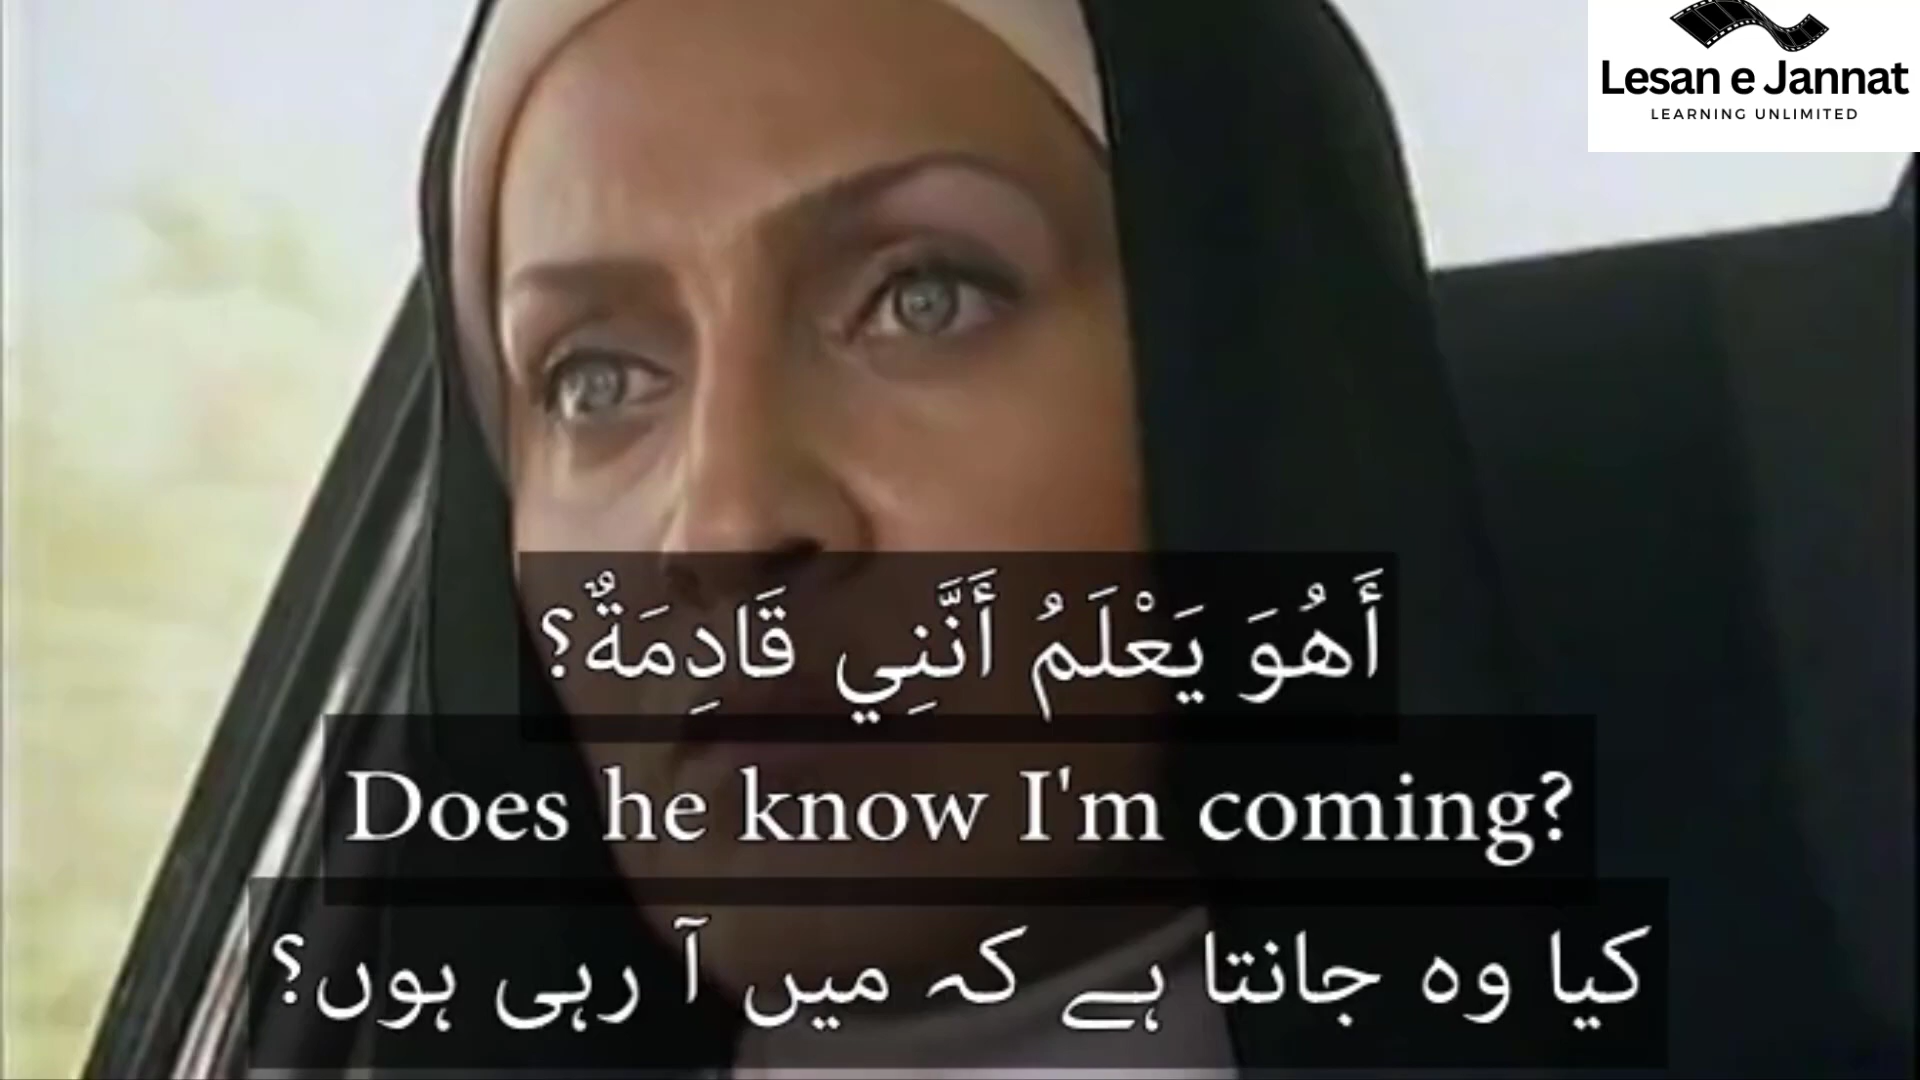 Lesan e Jannat
LEARNING UNLIMITED
أَهُوَ يَعْلَمُ أَنَّنِي قَادِمَةٌ؟
Does he know I'm coming?
کیا وہ جانتا ہے کہ میں آ رہی ہوں؟